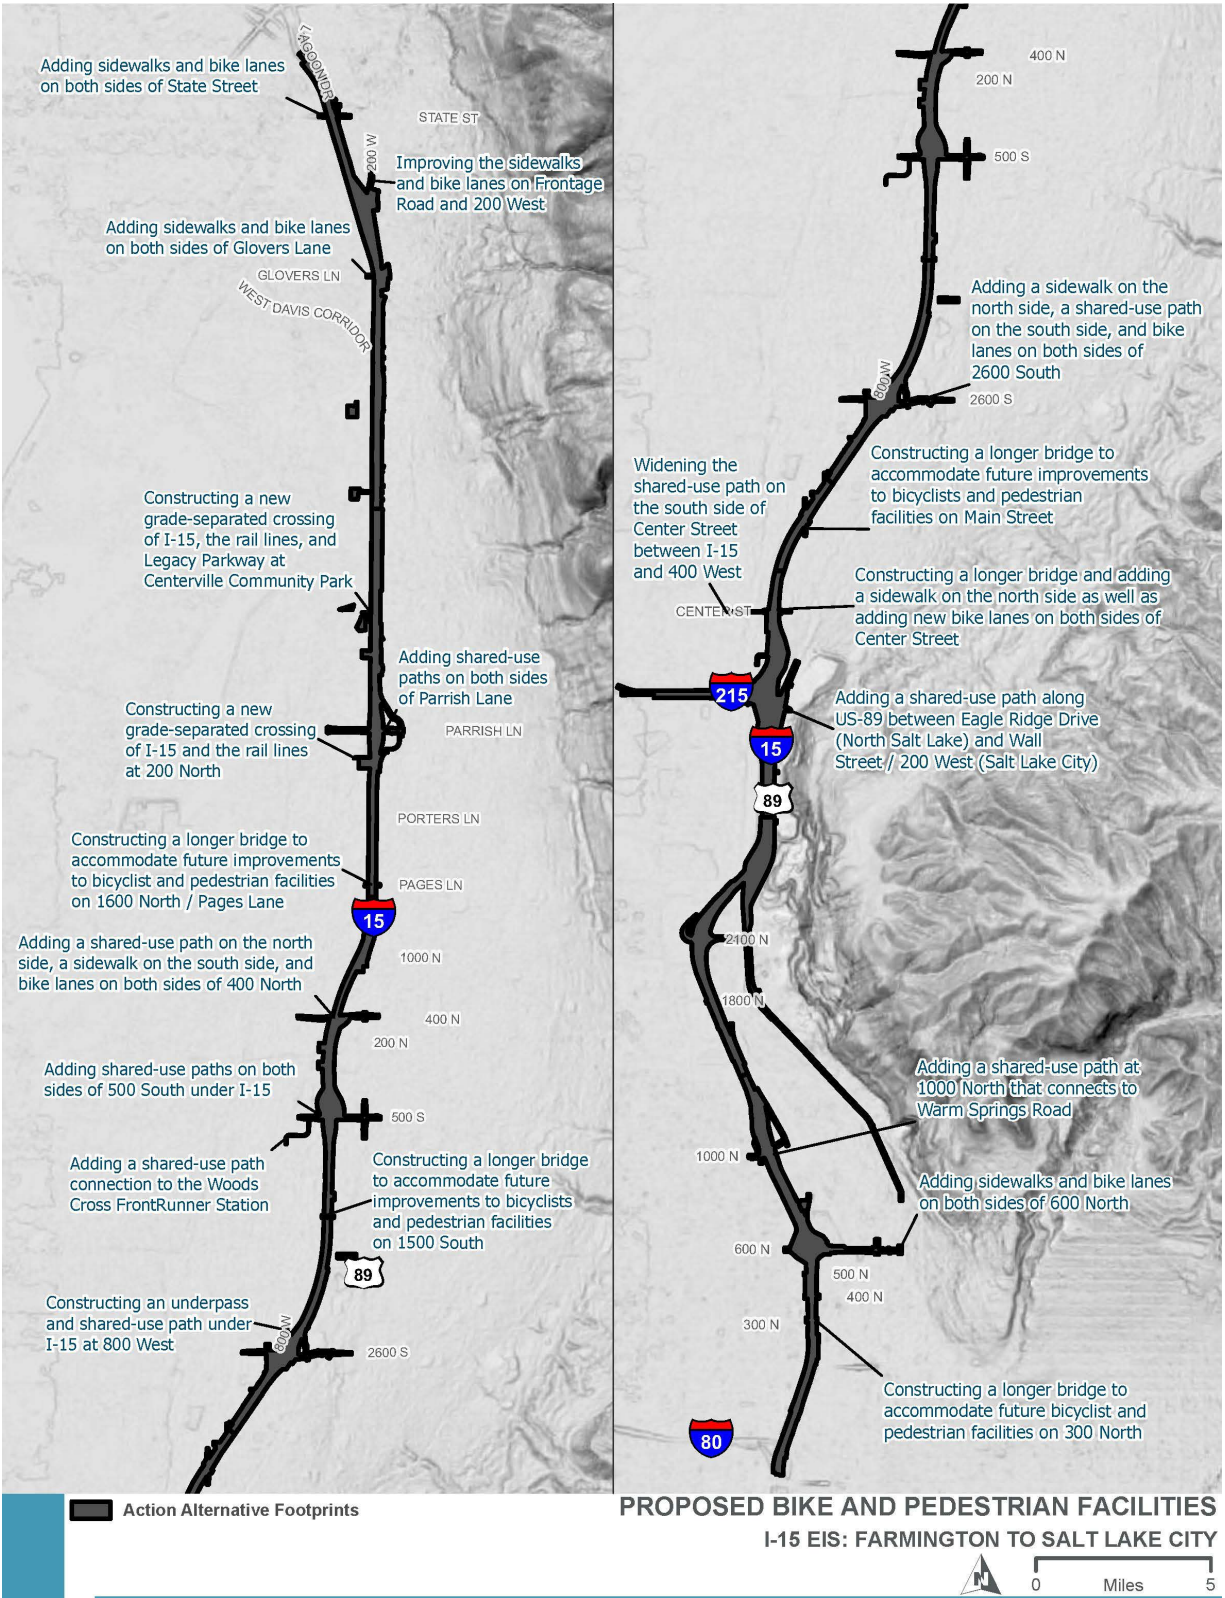 LAGOON DR
Adding sidewalks and bike lanes
on both sides of State Street
STATE ST
200 W
Improving the sidewalks
and bike lanes on Frontage
Road and 200 West
Adding sidewalks and bike lanes
on both sides of Glovers Lane
GLOVERS LN
WEST DAVIS CORRIDOR
Constructing a new
grade-separated crossing
of I-15, the rail lines, and
Legacy Parkway at
Centerville Community Park
Adding shared-use
paths on both sides
of Parrish Lane
Constructing a new
grade-separated crossing
of I-15 and the rail lines
at 200 North
PARRISH LN
PORTERS LN
Constructing a longer bridge to
accommodate future improvements
to bicyclist and pedestrian facilities
on 1600 North / Pages Lane
PAGES LN
15
Adding a shared-use path on the north
side, a sidewalk on the south side, and
bike lanes on both sides of 400 North
1000 N
400 N
200 N
Adding shared-use paths on both
sides of 500 South under I-15
500 S
Adding a shared-use path
connection to the Woods
Cross FrontRunner Station
Constructing a longer bridge
to accommodate future
improvements to bicyclists
and pedestrian facilities
on 1500 South
89
Constructing an underpass
and shared-use path under
I-15 at 800 West
800 W
2600 S
400 N
200 N
500 S
Adding a sidewalk on the
north side, a shared-use path
on the south side, and bike
lanes on both sides of
2600 South
800 W
2600 S
Constructing a longer bridge to
accommodate future improvements
to bicyclists and pedestrian
facilities on Main Street
Widening the
shared-use path on
the south side of
Center Street
between I-15
and 400 West
CENTER ST
Constructing a longer bridge and adding
a sidewalk on the north side as well as
adding new bike lanes on both sides of
Center Street
215
15
89
Adding a shared-use path along
US-89 between Eagle Ridge Drive
(North Salt Lake) and Wall
Street / 200 West (Salt Lake City)
2100 N
1800 N
Adding a shared-use path at
1000 North that connects to
Warm Springs Road
1000 N
Adding sidewalks and bike lanes
on both sides of 600 North
600 N
500 N
400 N
300 N
Constructing a longer bridge to
accommodate future bicyclist and
pedestrian facilities on 300 North
80
Action Alternative Footprints
PROPOSED BIKE AND PEDESTRIAN FACILITIES
I-15 EIS: FARMINGTON TO SALT LAKE CITY
N
0 Miles 5